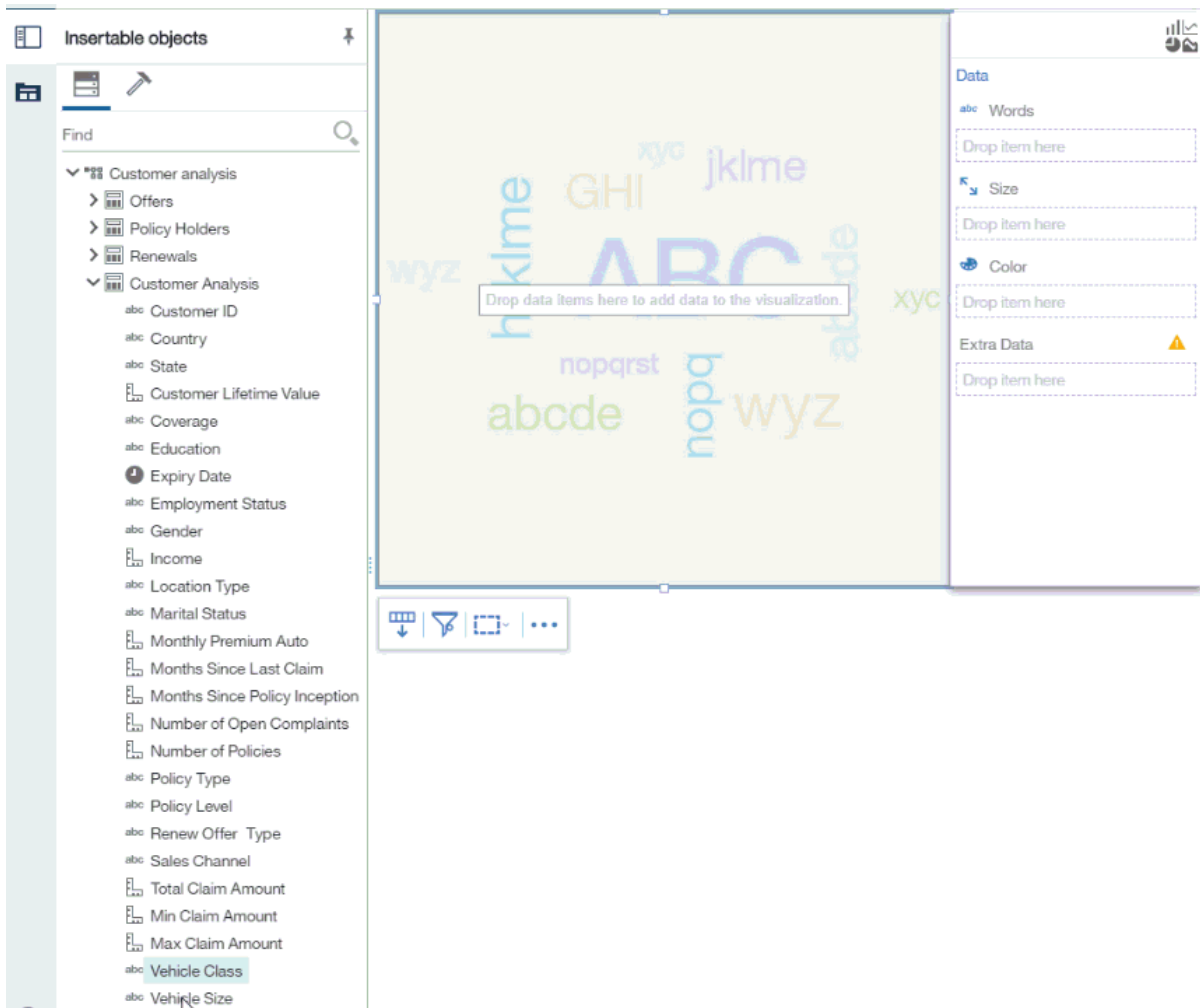 Insertable objects
Find
Customer analysis
Offers
Policy Holders
Renewals
Customer Analysis
abc Customer ID
abc Country
abc State
Customer Lifetime Value
abc Coverage
abc Education
Expiry Date
abc Employment Status
abc Gender
Income
abc Location Type
abc Marital Status
Monthly Premium Auto
Months Since Last Claim
Months Since Policy Inception
Number of Open Complaints
Number of Policies
abc Policy Type
abc Policy Level
abc Renew Offer Type
abc Sales Channel
Total Claim Amount
Min Claim Amount
Max Claim Amount
abc Vehicle Class
abc Vehicle Size
xyc
jklme
GHI
ABC
wyz
abcde
xyc
Drop data items here to add data to the visualization.
nopqrst
nopq
abcde
wyz
Data
abc Words
Drop item here
Size
Drop item here
Color
Drop item here
Extra Data
Drop item here